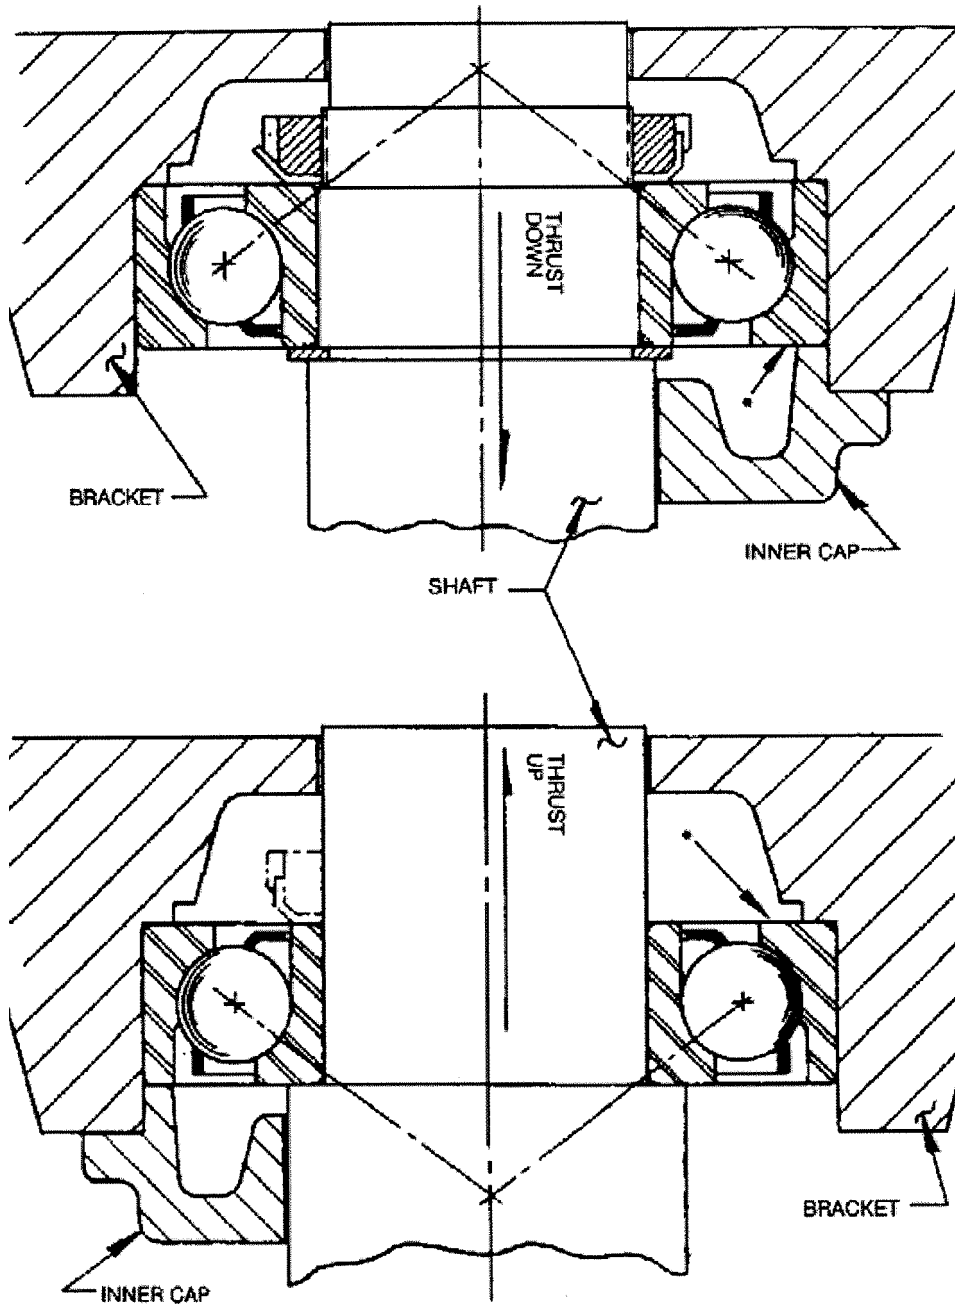 THRUST
DOWN
BRACKET
INNER CAP
SHAFT
THRUST
UP
BRACKET
INNER CAP